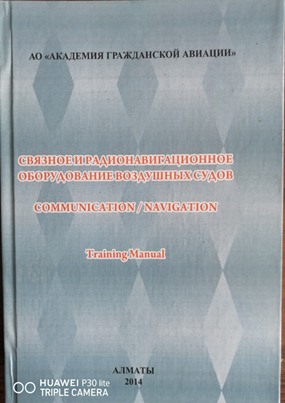 АО «АКАДЕМИЯ ГРАЖДАНСКОЙ АВИАЦИИ»
СВЯЗНОЕ И РАДИОНАВИГАЦИОННОЕ
ОБОРУДОВАНИЕ ВОЗДУШНЫХ СУДОВ
COMMUNICATION / NAVIGATION
Training Manual
АЛМАТЫ
2014
HUAWEI P30 lite
TRIPLE CAMERA